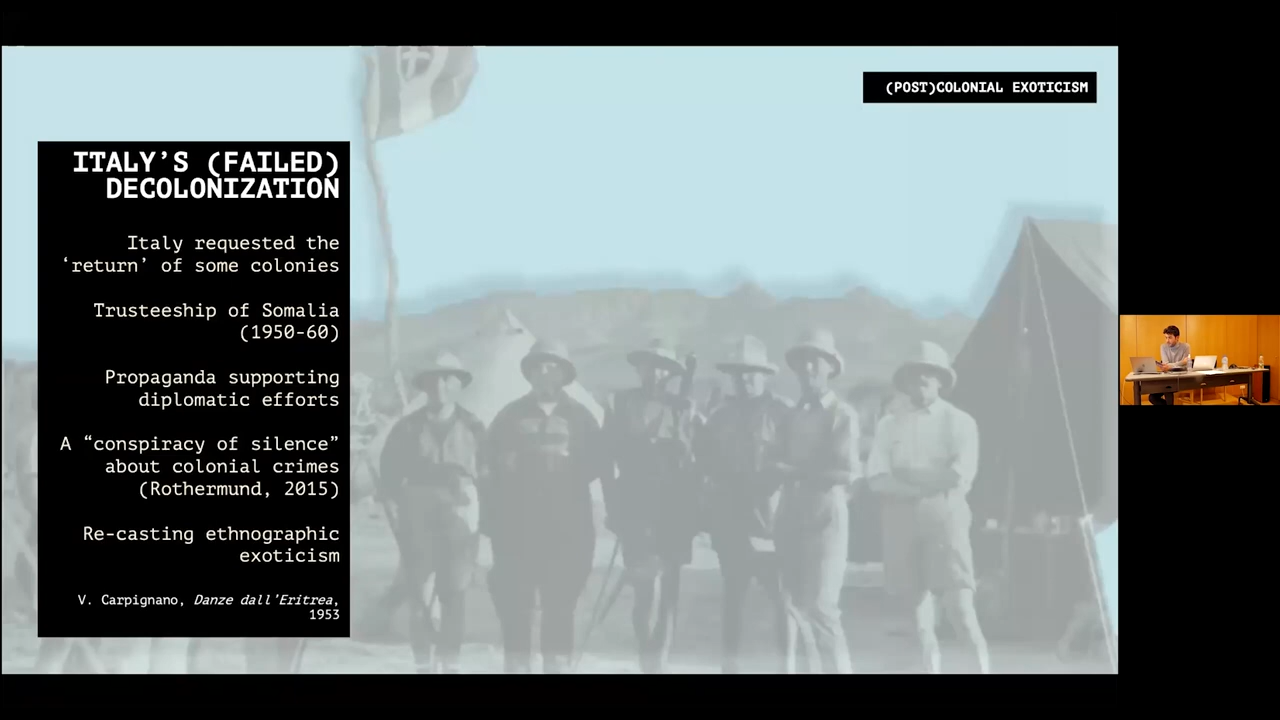 (POST)COLONIAL EXOTICISM
ITALY’S (FAILED)
DECOLONIZATION
Italy requested the
‘return’ of some colonies
Trusteeship of Somalia
(1950-60)
Propaganda supporting
diplomatic efforts
A “conspiracy of silence”
about colonial crimes
(Rothermund, 2015)
Re-casting ethnographic
exoticism
V. Carpignano, Danze dall'Eritrea,
1953